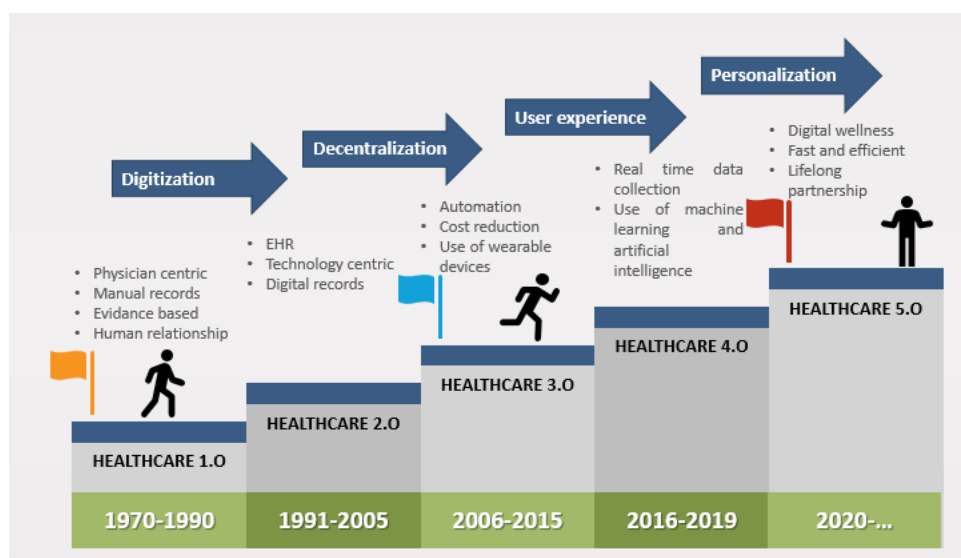 Personalization
User experience
Decentralization
Digitization
• Physician centric
• Manual records
• Evidence based
• Human relationship
• EHR
• Technology centric
• Digital records
• Automation
• Cost reduction
• Use of wearable
devices
• Real time data
collection
• Use of machine
learning and
artificial
intelligence
• Digital wellness
• Fast and efficient
• Lifelong
partnership
HEALTHCARE 1.O
HEALTHCARE 2.O
HEALTHCARE 3.O
HEALTHCARE 4.O
HEALTHCARE 5.O
1970-1990
1991-2005
2006-2015
2016-2019
2020-...